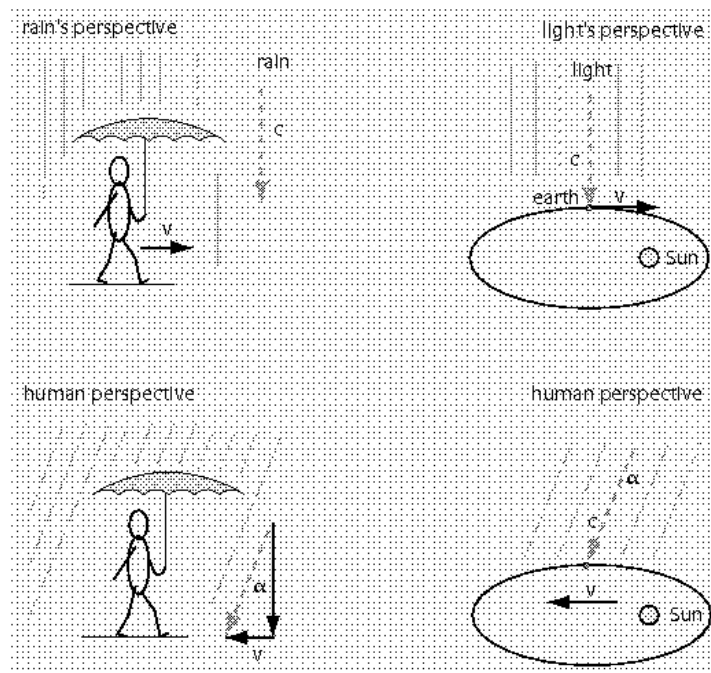 rain's perspective
light's perspective
rain
light
c
c
earth
v
v
Sun
human perspective
human perspective
α
c
α
v
Sun
v